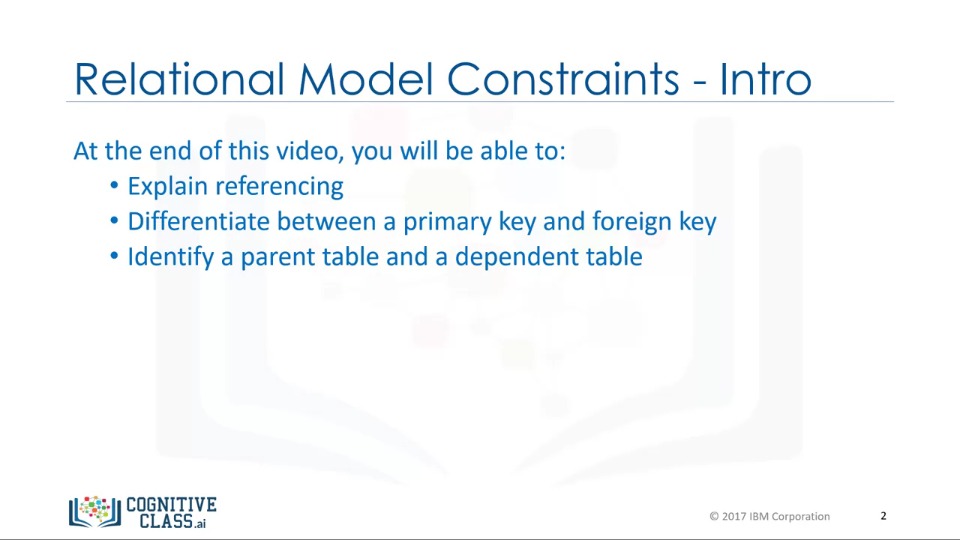 Relational Model Constraints - Intro
At the end of this video, you will be able to:
• Explain referencing
• Differentiate between a primary key and foreign key
• Identify a parent table and a dependent table
COGNITIVE
CLASS.ai
© 2017 IBM Corporation
2